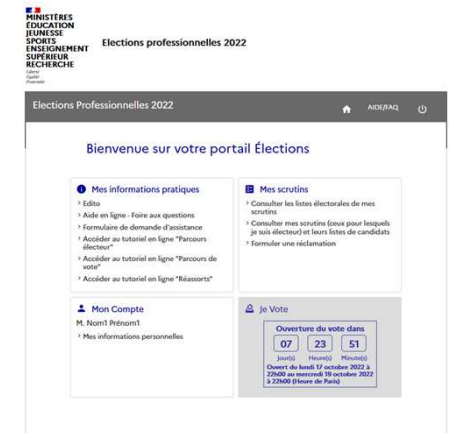 MINISTÈRES
ÉDUCATION
JEUNESSE
SPORTS
ENSEIGNEMENT
SUPÉRIEUR
RECHERCHE
Liberté
Égalité
Fraternité
Elections professionnelles 2022
Elections Professionnelles 2022
AIDE/FAQ
Bienvenue sur votre portail Élections
Mes informations pratiques
› Edito
› Aide en ligne - Foire aux questions
› Formulaire de demande d'assistance
› Accéder au tutoriel en ligne "Parcours
électeur"
› Accéder au tutoriel en ligne "Parcours de
vote"
› Accéder au tutoriel en ligne "Réassorts"
Mes scrutins
› Consulter les listes électorales de mes
scrutins
› Consulter mes scrutins (ceux pour lesquels
je suis électeur) et leurs listes de candidats
› Formuler une réclamation
Mon Compte
M. Nom1 Prénom1
› Mes informations personnelles
Je Vote
Ouverture du vote dans
07 23 51
Jour(s) Heure(s) Minute(s)
Ouvert du lundi 17 octobre 2022 à
22h00 au mercredi 19 octobre 2022
à 22h00 (Heure de Paris)